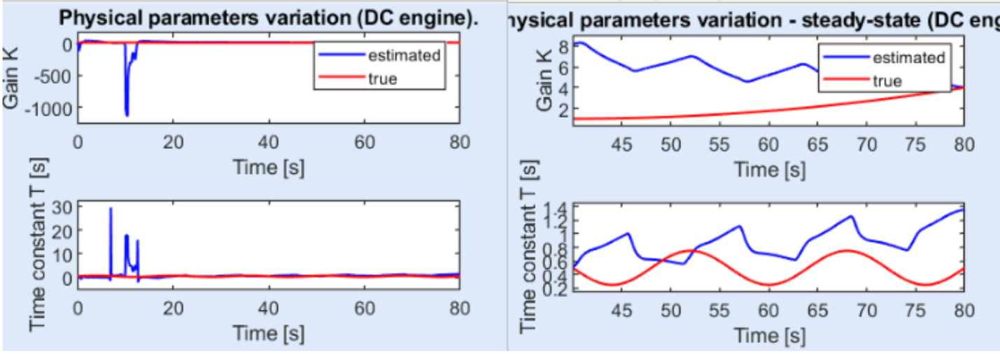 Physical parameters variation (DC engine).
Gain K
0
-500
-1000
estimated
true
0 20 40 60 80
Time [s]
Time constant T [s]
30
20
10
0
0 20 40 60 80
Time [s]
hysical parameters variation - steady-state (DC eng
Gain K
8
6
4
2
estimated
true
45 50 55 60 65 70 75 80
Time [s]
Time constant T [s]
1.4
1.2
1
0.8
0.6
0.4
0.2
45 50 55 60 65 70 75 80
Time [s]